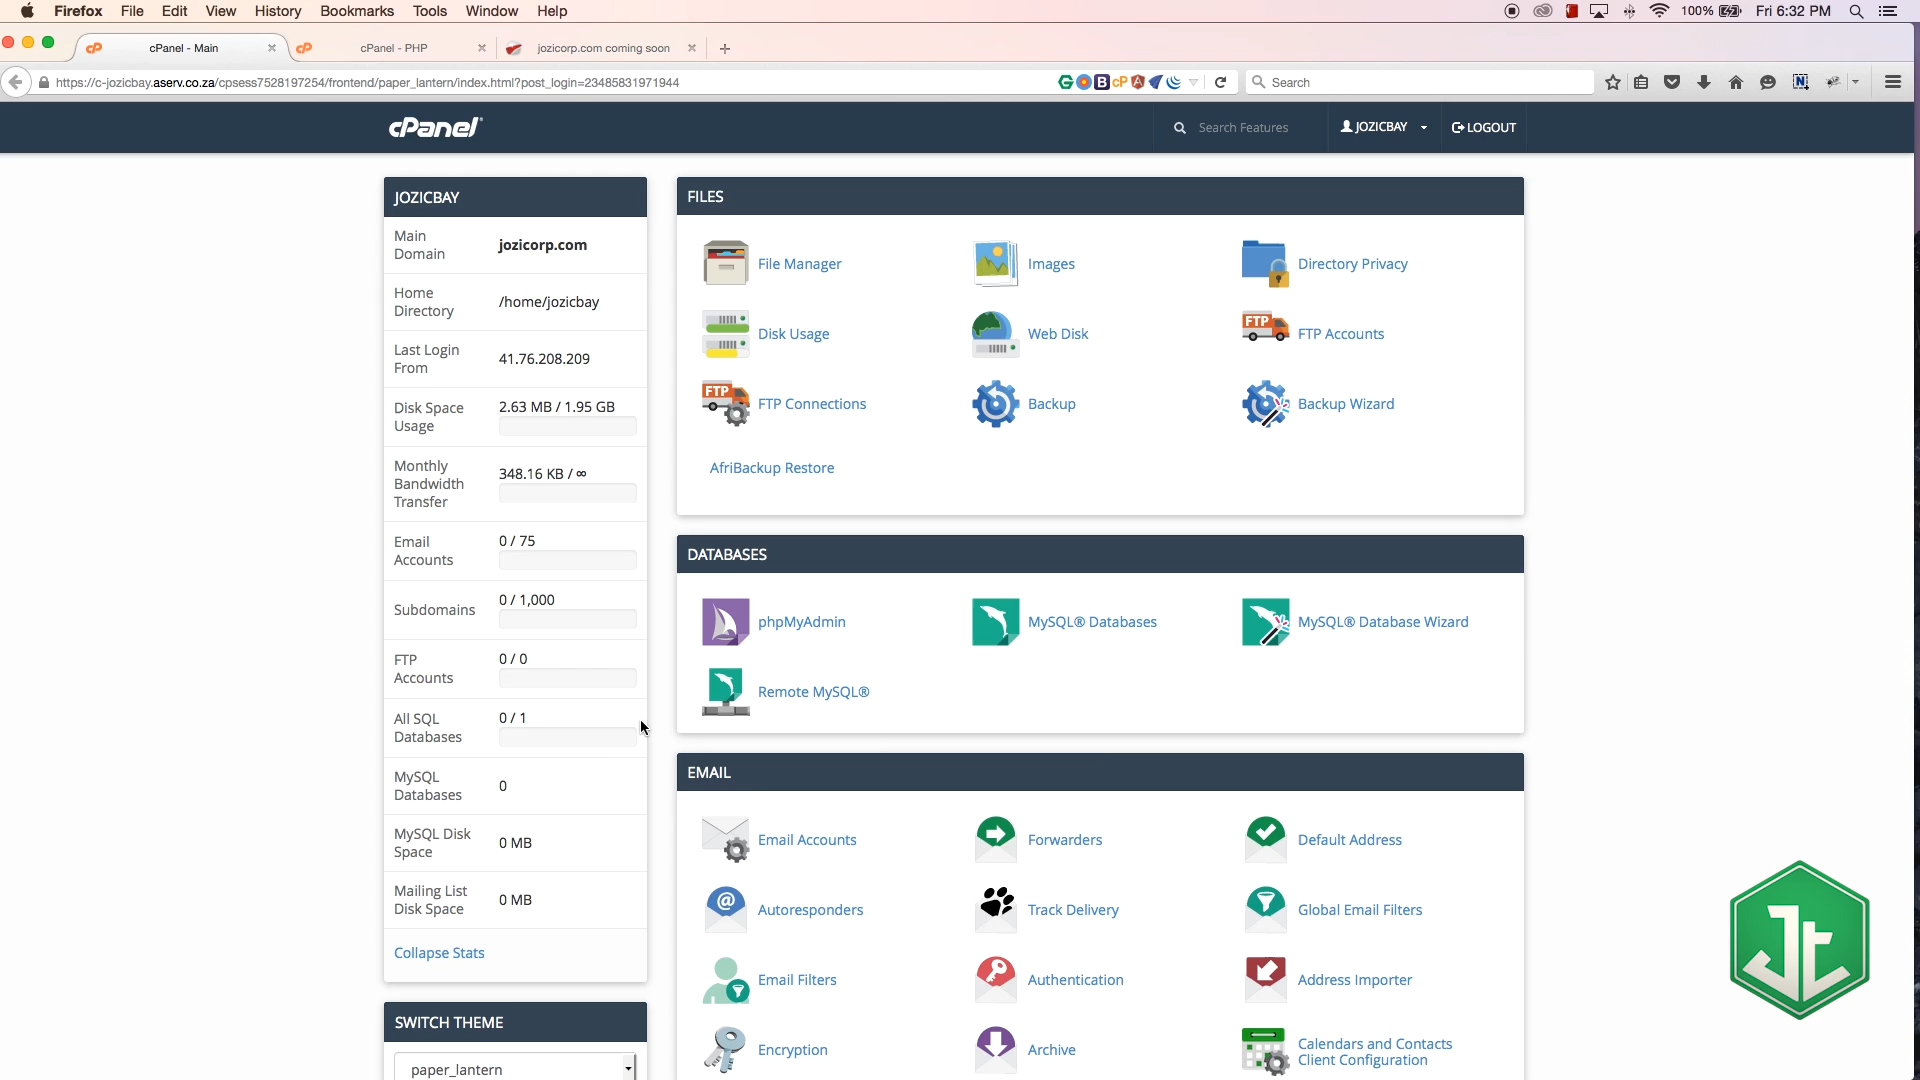 Firefox File Edit View History Bookmarks Tools Window Help
100% Fri 6:32 PM
cPanel - Main
cPanel - PHP
jozicorp.com coming soon
https://c-jozicbay.aserv.co.za/cpsess7528197254/frontend/paper_lantern/index.html?post_login=23485831971944
Search
cPanel
Search Features
JOZICBAY
LOGOUT
JOZICBAY
Main
Domain
jozicorp.com
Home
Directory
/home/jozicbay
Last Login
From
41.76.208.209
Disk Space
Usage
2.63 MB / 1.95 GB
Monthly
Bandwidth
Transfer
348.16 KB / ∞
Email
Accounts
0 / 75
Subdomains
0 / 1,000
FTP
Accounts
0 / 0
All SQL
Databases
0 / 1
MySQL
Databases
0
MySQL Disk
Space
0 MB
Mailing List
Disk Space
0 MB
Collapse Stats
SWITCH THEME
paper_lantern
FILES
File Manager
Images
Directory Privacy
Disk Usage
Web Disk
FTP
FTP Accounts
FTP
FTP Connections
Backup
Backup Wizard
AfriBackup Restore
DATABASES
phpMyAdmin
MySQL® Databases
MySQL® Database Wizard
Remote MySQL®
EMAIL
Email Accounts
Forwarders
Default Address
Autoresponders
Track Delivery
Global Email Filters
Email Filters
Authentication
Address Importer
Encryption
Archive
Calendars and Contacts
Client Configuration